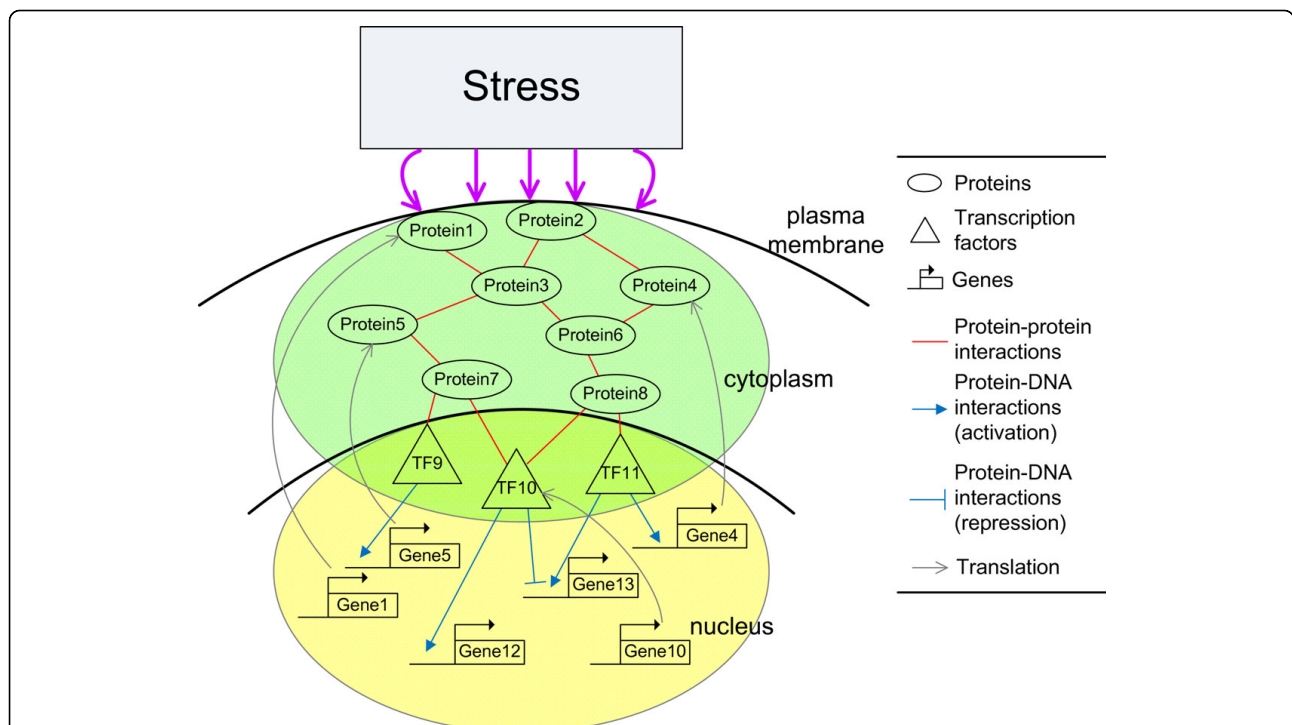 Stress
plasma
membrane
Protein1
Protein2
Protein3
Protein4
Protein5
Protein6
Protein7
Protein8
cytoplasm
TF9
TF10
TF11
Gene5
Gene4
Gene1
Gene13
Gene12
Gene10
nucleus
Proteins
Transcription
factors
Genes
Protein-protein
interactions
Protein-DNA
interactions
(activation)
Protein-DNA
interactions
(repression)
Translation